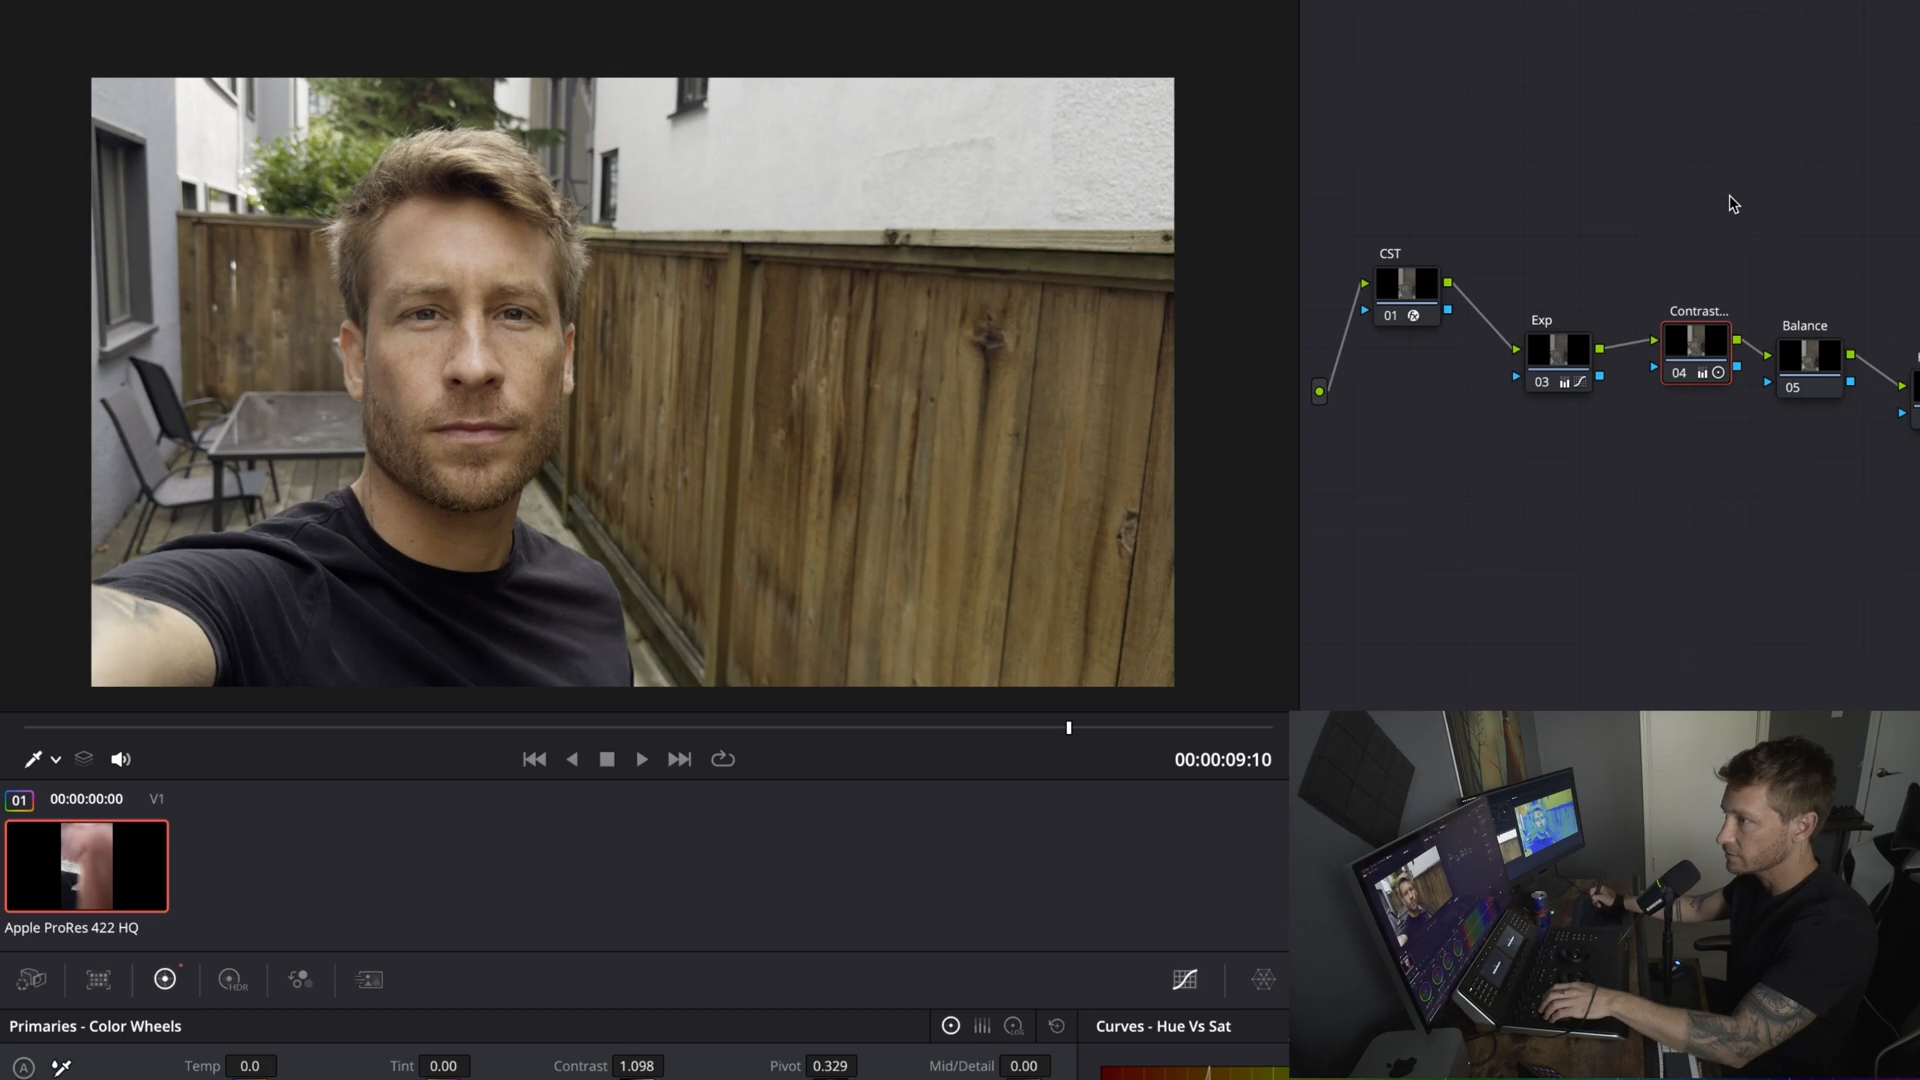 CST
01
Exp
03
Contrast...
04
Balance
05
00:00:09:10
01 00:00:00:00 V1
Apple ProRes 422 HQ
HDR
Primaries - Color Wheels
LOG
Curves - Hue Vs Sat
A
Temp 0.0 Tint 0.00 Contrast 1.098 Pivot 0.329 Mid/Detail 0.00